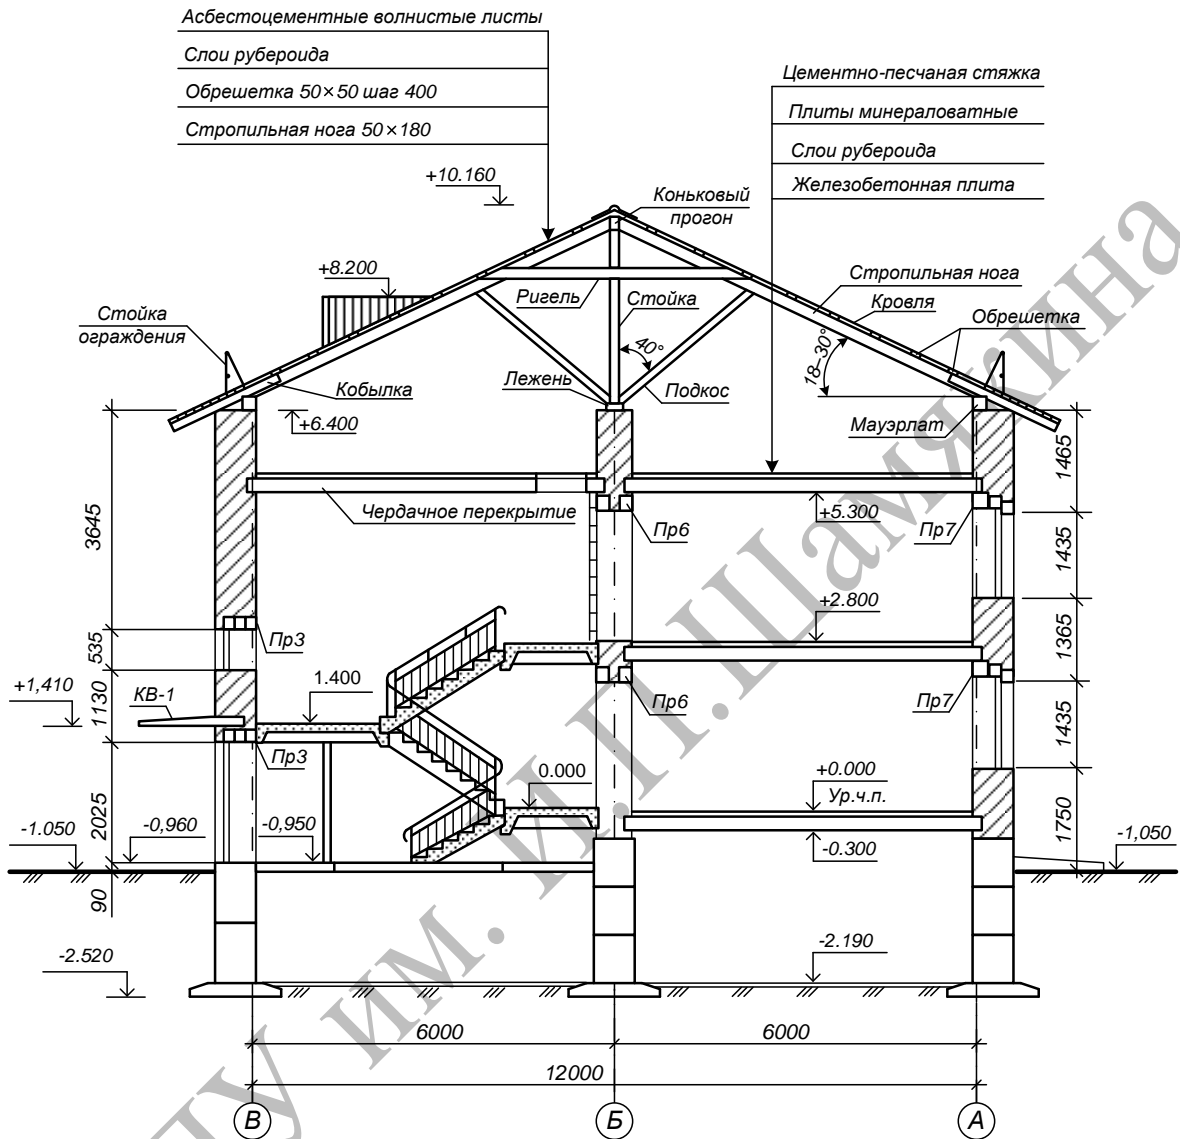 Асбестоцементные волнистые листы
Слои рубероида
Обрешетка 50×50 шаг 400
Стропильная нога 50×180
Цементно-песчаная стяжка
Плиты минераловатные
Слои рубероида
Железобетонная плита
+10.160
Коньковый
прогон
+8.200
Стойка
ограждения
Ригель
Стойка
Стропильная нога
Кровля
Обрешетка
40°
18–30°
Кобылка
Лежень
Подкос
Мауэрлат
+6.400
Чердачное перекрытие
+5.300
Пр6
Пр7
3645
1465
1435
1365
1435
1750
+2.800
Пр3
535
1130
2025
90
+1,410
КВ-1
1.400
Пр6
Пр7
Пр3
0.000
+0.000
Ур.ч.п.
-0.300
-1.050
-0,960
-0,950
-1,050
-2.520
-2.190
6000
6000
12000
В
Б
А
ПУ им. И.П.Шамякина